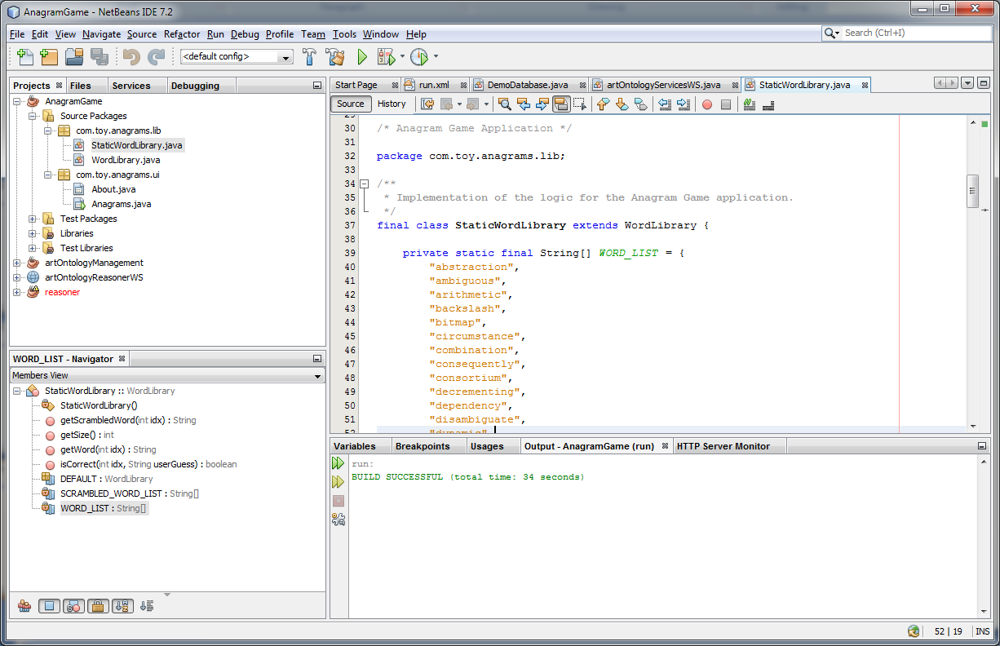 AnagramGame - NetBeans IDE 7.2
File Edit View Navigate Source Refactor Run Debug Profile Team Tools Window Help
Search (Ctrl+I)
<default config>
Projects Files Services Debugging
AnagramGame
Source Packages
com.toy.anagrams.lib
StaticWordLibrary.java
WordLibrary.java
com.toy.anagrams.ui
About.java
Anagrams.java
Test Packages
Libraries
Test Libraries
artOntologyManagement
artOntologyReasonerWS
reasoner
WORD_LIST - Navigator
Members View
StaticWordLibrary :: WordLibrary
StaticWordLibrary()
getScrambledWord(int idx) : String
getSize() : int
getWord(int idx) : String
isCorrect(int idx, String userGuess) : boolean
DEFAULT : WordLibrary
SCRAMBLED_WORD_LIST : String[]
WORD_LIST : String[]
Start Page run.xml DemoDatabase.java artOntologyServicesWS.java StaticWordLibrary.java
Source History
29
30 /* Anagram Game Application */
31
32 package com.toy.anagrams.lib;
33
34 /**
35 * Implementation of the logic for the Anagram Game application.
36 */
37 final class StaticWordLibrary extends WordLibrary {
38
39 private static final String[] WORD_LIST = {
40 "abstraction",
41 "ambiguous",
42 "arithmetic",
43 "backslash",
44 "bitmap",
45 "circumstance",
46 "combination",
47 "consequently",
48 "consortium",
49 "decrementing",
50 "dependency",
51 "disambiguate",
52 "dynamic",
Variables Breakpoints Usages Output - AnagramGame (run) HTTP Server Monitor
run:
BUILD SUCCESSFUL (total time: 34 seconds)
52 | 19 INS